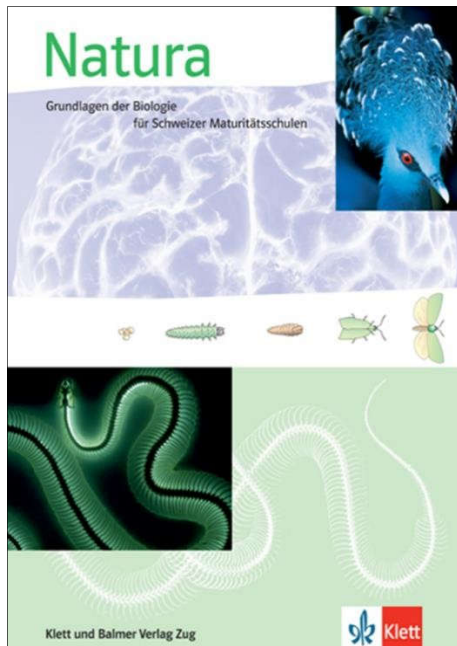 Natura
Grundlagen der Biologie
für Schweizer Maturitätsschulen
Klett und Balmer Verlag Zug
Klett